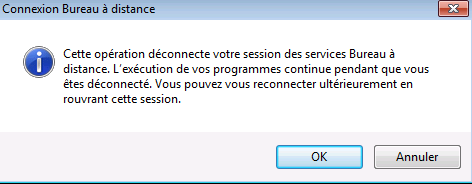 Connexion Bureau à distance
Cette opération déconnecte votre session des services Bureau à
distance. L'exécution de vos programmes continue pendant que vous
êtes déconnecté. Vous pouvez vous reconnecter ultérieurement en
rouvrant cette session.
OK
Annuler